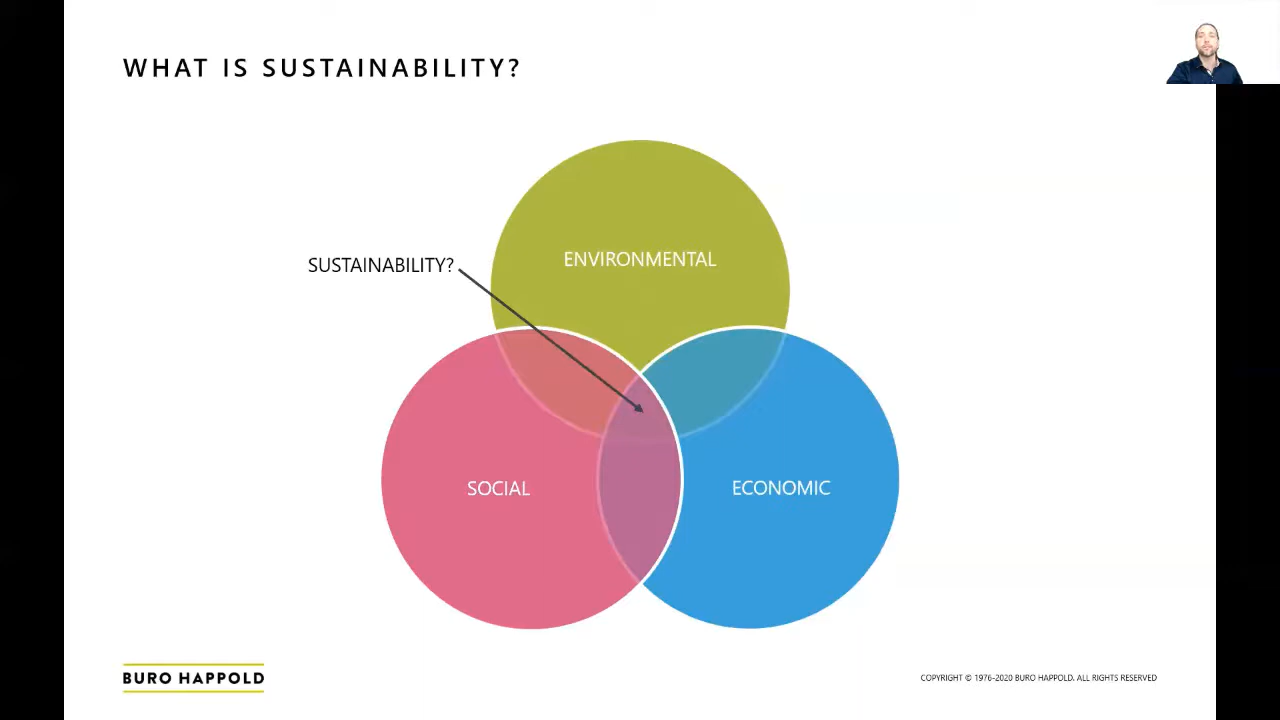 WHAT IS SUSTAINABILITY?
SUSTAINABILITY?
ENVIRONMENTAL
SOCIAL
ECONOMIC
BURO HAPPOLD
COPYRIGHT © 1976-2020 BURO HAPPOLD. ALL RIGHTS RESERVED